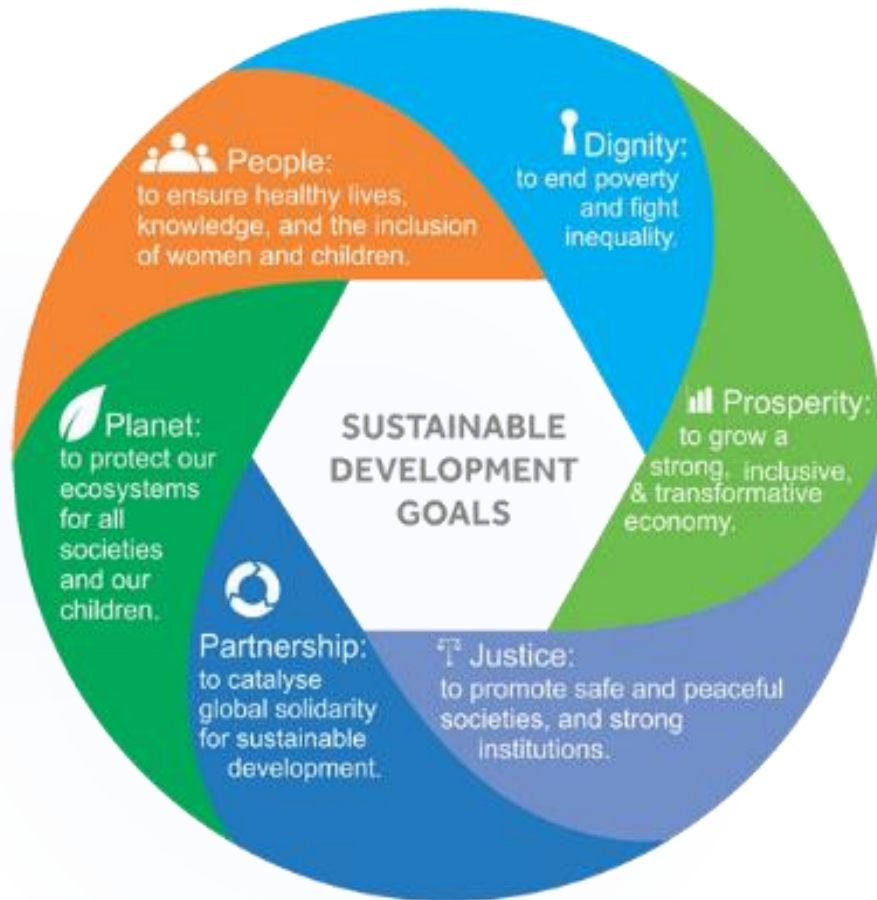 Dignity:
to end poverty
and fight
inequality.
Prosperity:
to grow a
strong, inclusive,
& transformative
economy.
Justice:
to promote safe and peaceful
societies, and strong
institutions.
Partnership:
to catalyse
global solidarity
for sustainable
development.
Planet:
to protect our
ecosystems
for all
societies
and our
children.
People:
to ensure healthy lives,
knowledge, and the inclusion
of women and children.
SUSTAINABLE
DEVELOPMENT
GOALS